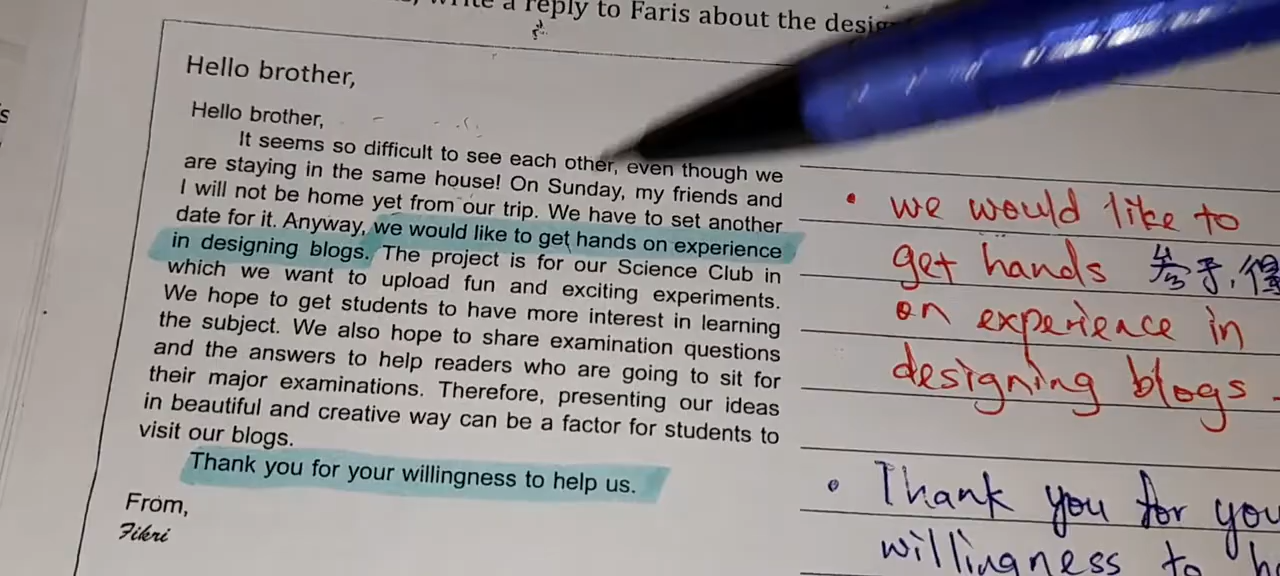 write a reply to Faris about the
Hello brother,
Hello brother,
It seems so difficult to see each other, even though we
are staying in the same house! On Sunday, my friends and
I will not be home yet from our trip. We have to set another
date for it. Anyway, we would like to get hands on experience
in designing blogs. The project is for our Science Club in
which we want to upload fun and exciting experiments.
We hope to get students to have more interest in learning
the subject. We also hope to share examination questions
and the answers to help readers who are going to sit for
their major examinations. Therefore, presenting our ideas
in beautiful and creative way can be a factor for students to
visit our blogs.
Thank you for your willingness to help us.
From,
Fikri
• we would like to
get hands
on experience in
designing blogs.
• Thank you for
willingness to